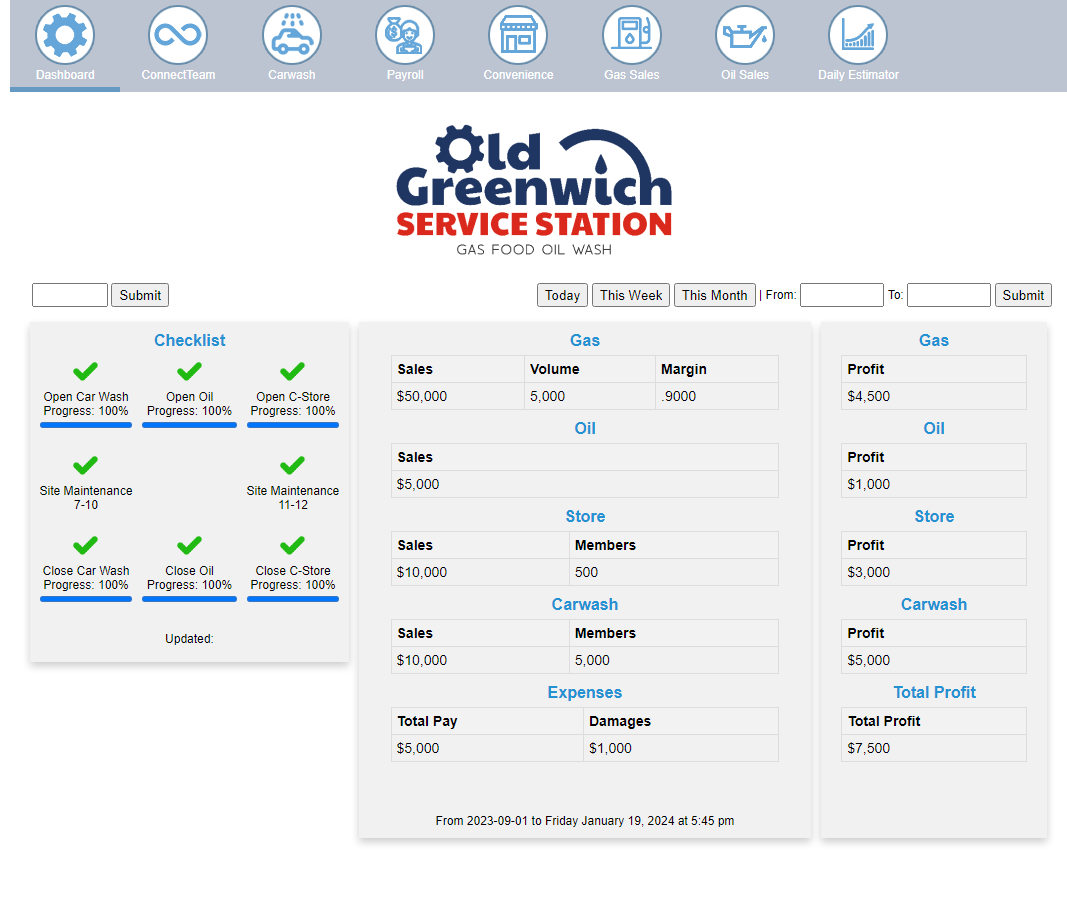 Dashboard ConnectTeam Carwash Payroll Convenience Gas Sales Oil Sales Daily Estimator
Old
Greenwich
SERVICE STATION
GAS FOOD OIL WASH
Submit Today This Week This Month | From: To: Submit
Checklist
Open Car Wash Open Oil Open C-Store
Progress: 100% Progress: 100% Progress: 100%
Site Maintenance Site Maintenance
7-10 11-12
Close Car Wash Close Oil Close C-Store
Progress: 100% Progress: 100% Progress: 100%
Updated:
Gas
Sales Volume Margin
$50,000 5,000 .9000
Oil
Sales
$5,000
Store
Sales Members
$10,000 500
Carwash
Sales Members
$10,000 5,000
Expenses
Total Pay Damages
$5,000 $1,000
From 2023-09-01 to Friday January 19, 2024 at 5:45 pm
Gas
Profit
$4,500
Oil
Profit
$1,000
Store
Profit
$3,000
Carwash
Profit
$5,000
Total Profit
Total Profit
$7,500